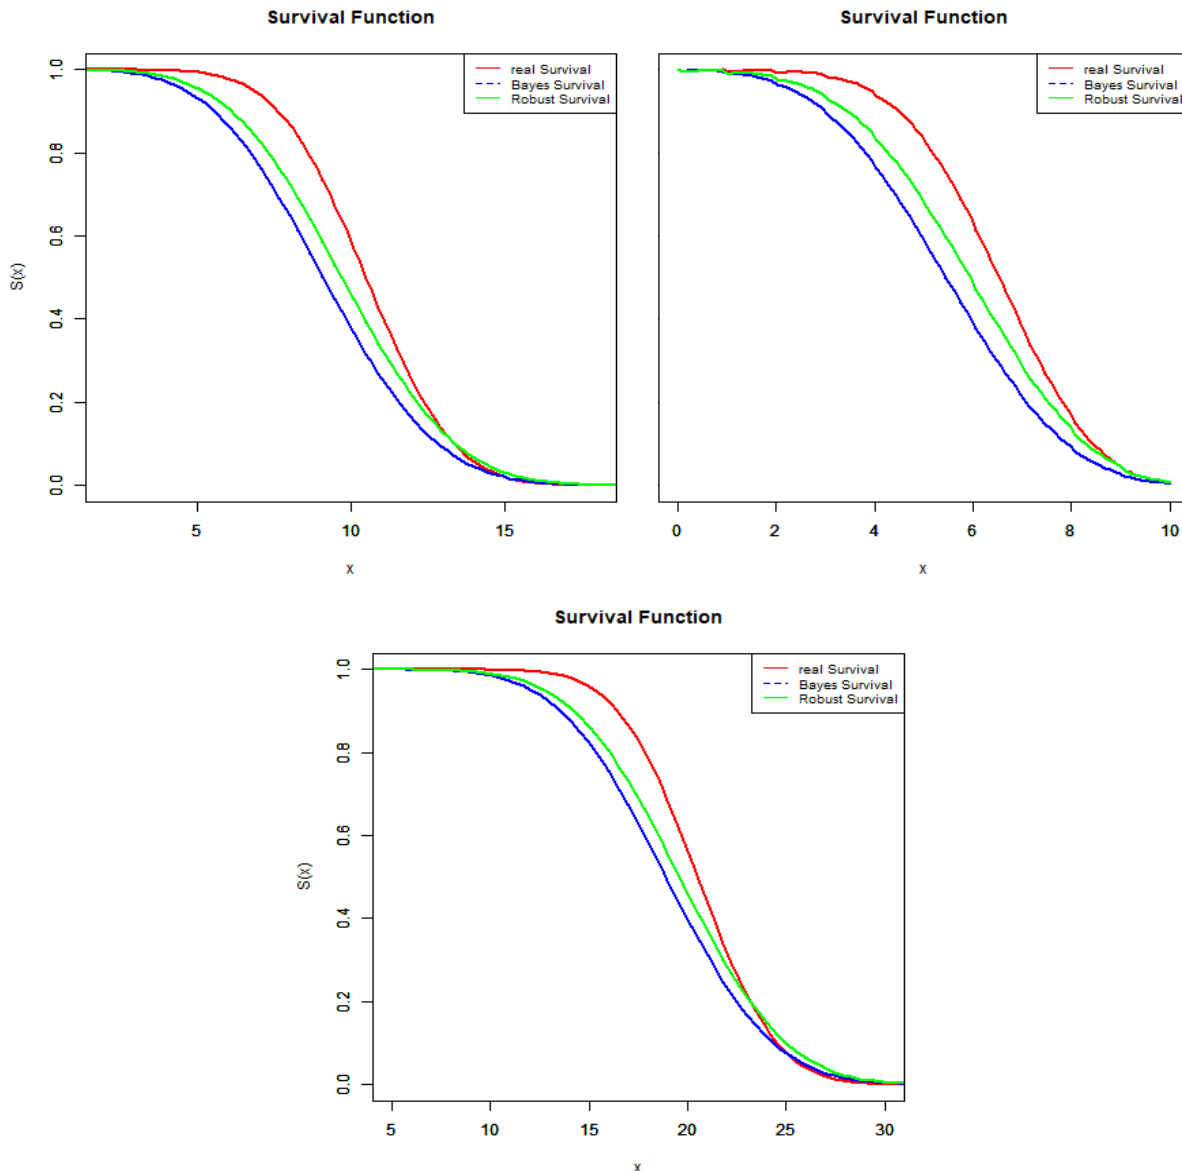 Survival Function
real Survival
Bayes Survival
Robust Survival
S(x)
1.0
0.8
0.6
0.4
0.2
0.0
5
10
15
x
Survival Function
real Survival
Bayes Survival
Robust Survival
0
2
4
6
8
10
x
Survival Function
real Survival
Bayes Survival
Robust Survival
S(x)
1.0
0.8
0.6
0.4
0.2
0.0
5
10
15
20
25
30
x